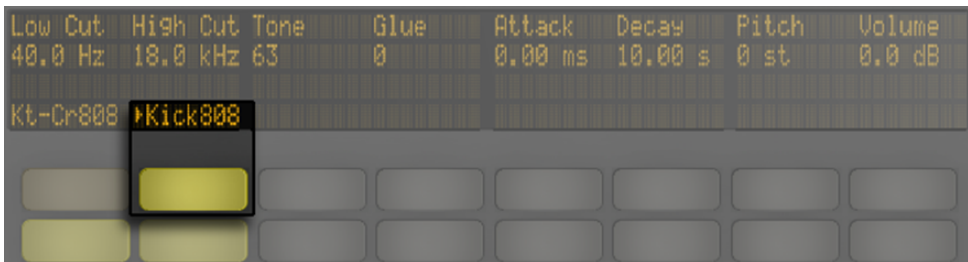 Low Cut High Cut Tone Glue Attack Decay Pitch Volume
40.0 Hz 18.0 kHz 63 0 0.00 ms 10.00 s 0 st 0.0 dB
Kt-Cr808 ▶Kick808